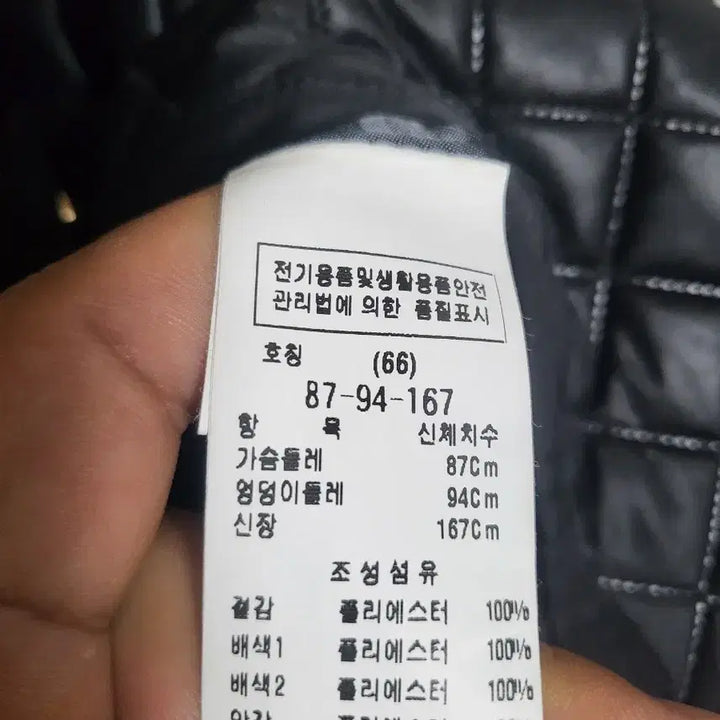 전기용품및생활용품안전
관리법에 의한 품질표시
호칭 (66)
87-94-167
항 목 신체치수
가슴둘레 87Cm
엉덩이둘레 94Cm
신장 167Cm
조성섬유
겉감 폴리에스터 100%
배색1 폴리에스터 100%
배색2 폴리에스터 100%